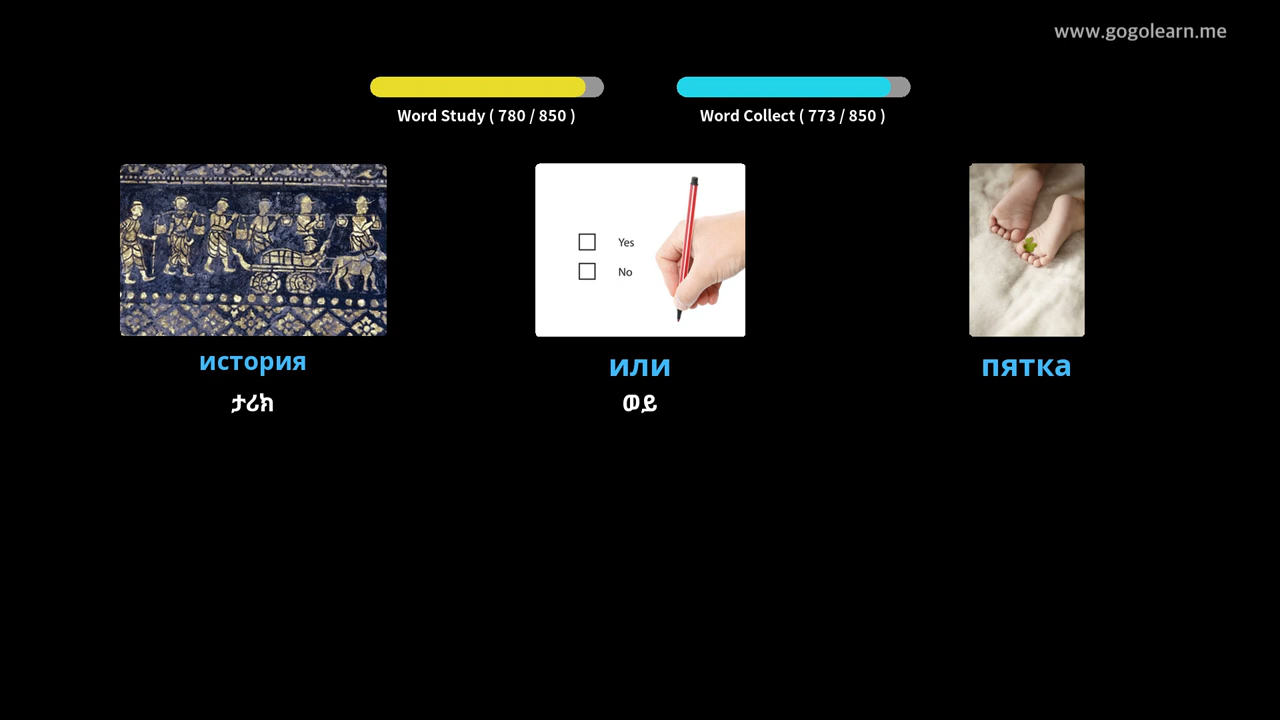 www.gogolearn.me
Word Study ( 780 / 850 )
Word Collect ( 773 / 850 )
Yes
No
история
или
пятка
ታሪክ
ወይ